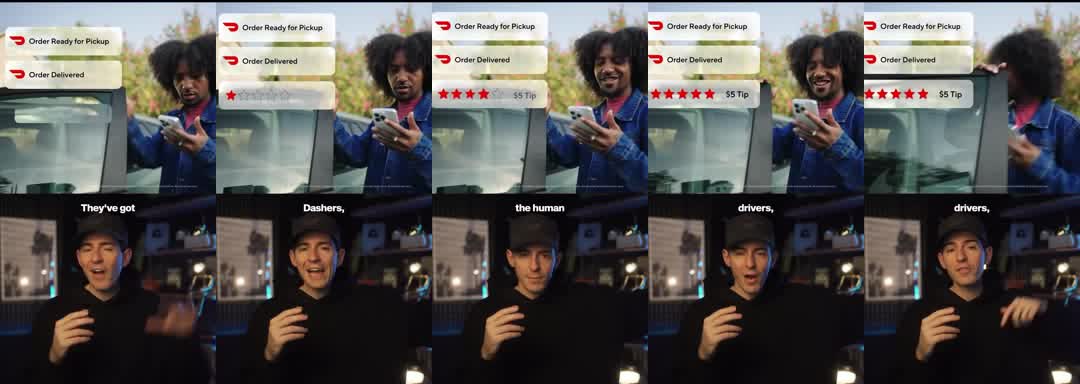 Order Ready for Pickup
Order Delivered
They've got
Order Ready for Pickup
Order Delivered
Dashers,
Order Ready for Pickup
Order Delivered
$5 Tip
the human
Order Ready for Pickup
Order Delivered
$5 Tip
drivers,
Order Ready for Pickup
Order Delivered
$5 Tip
drivers,